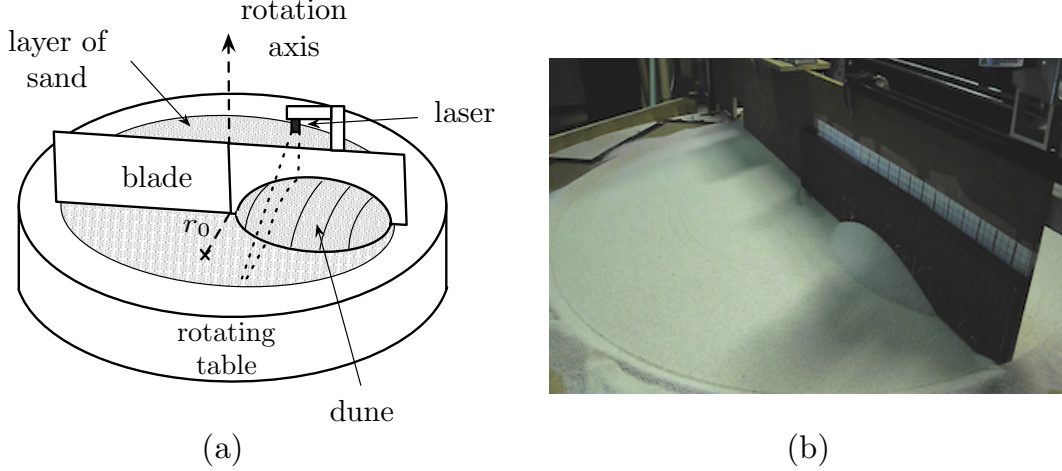 rotation
axis
layer of
sand
laser
blade
r0
rotating
table
dune
(a)
(b)